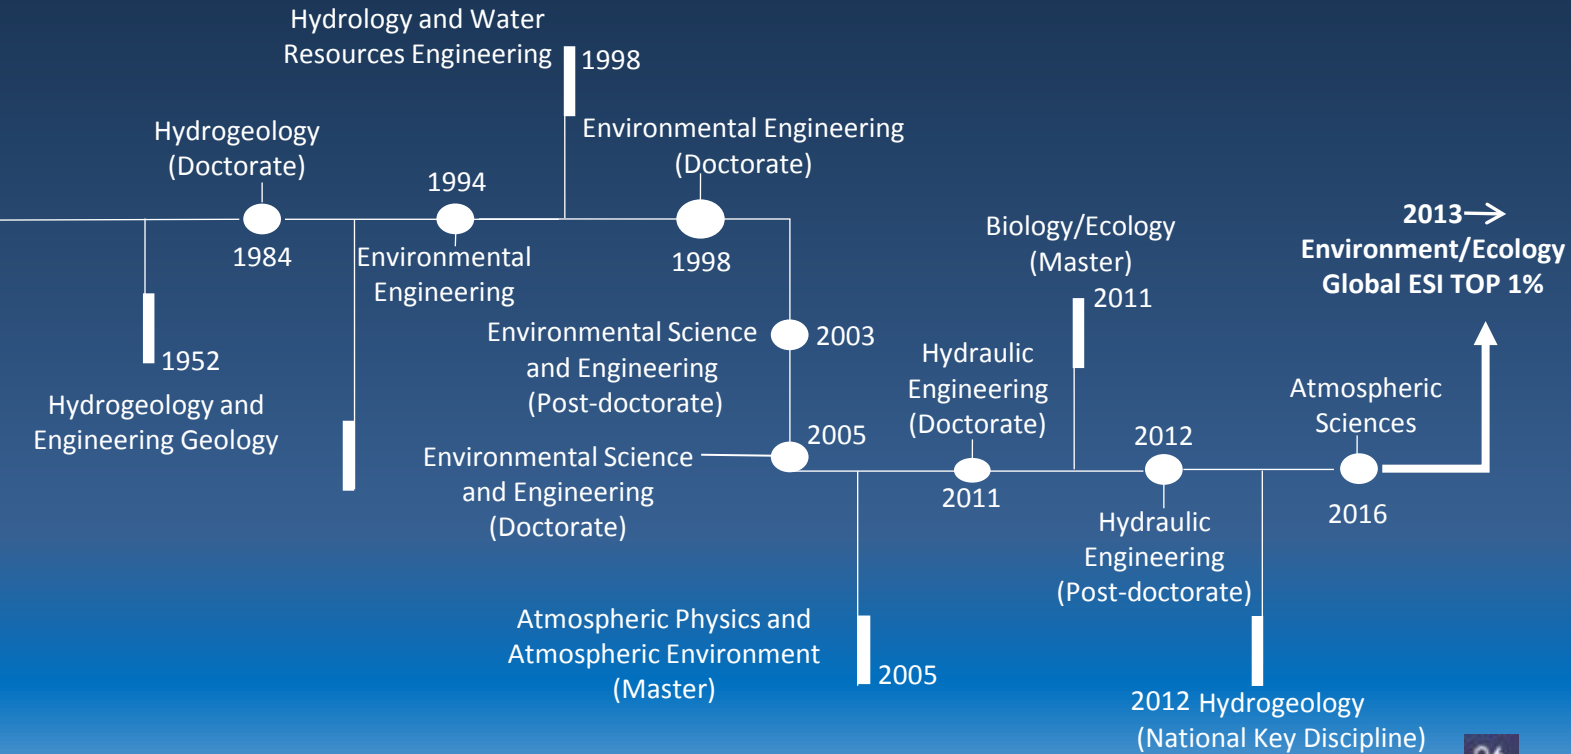 Hydrology and Water
Resources Engineering
1998
Hydrogeology
(Doctorate)
1984
1952
Hydrogeology and
Engineering Geology
1994
Environmental
Engineering
Environmental Engineering
(Doctorate)
1998
Environmental Science
and Engineering
(Post-doctorate)
2003
2005
Environmental Science
and Engineering
(Doctorate)
Atmospheric Physics and
Atmospheric Environment
(Master)
2005
Hydraulic
Engineering
(Doctorate)
2011
Biology/Ecology
(Master)
2011
2012
Hydraulic
Engineering
(Post-doctorate)
2012 Hydrogeology
(National Key Discipline)
Atmospheric
Sciences
2016
2013→
Environment/Ecology
Global ESI TOP 1%